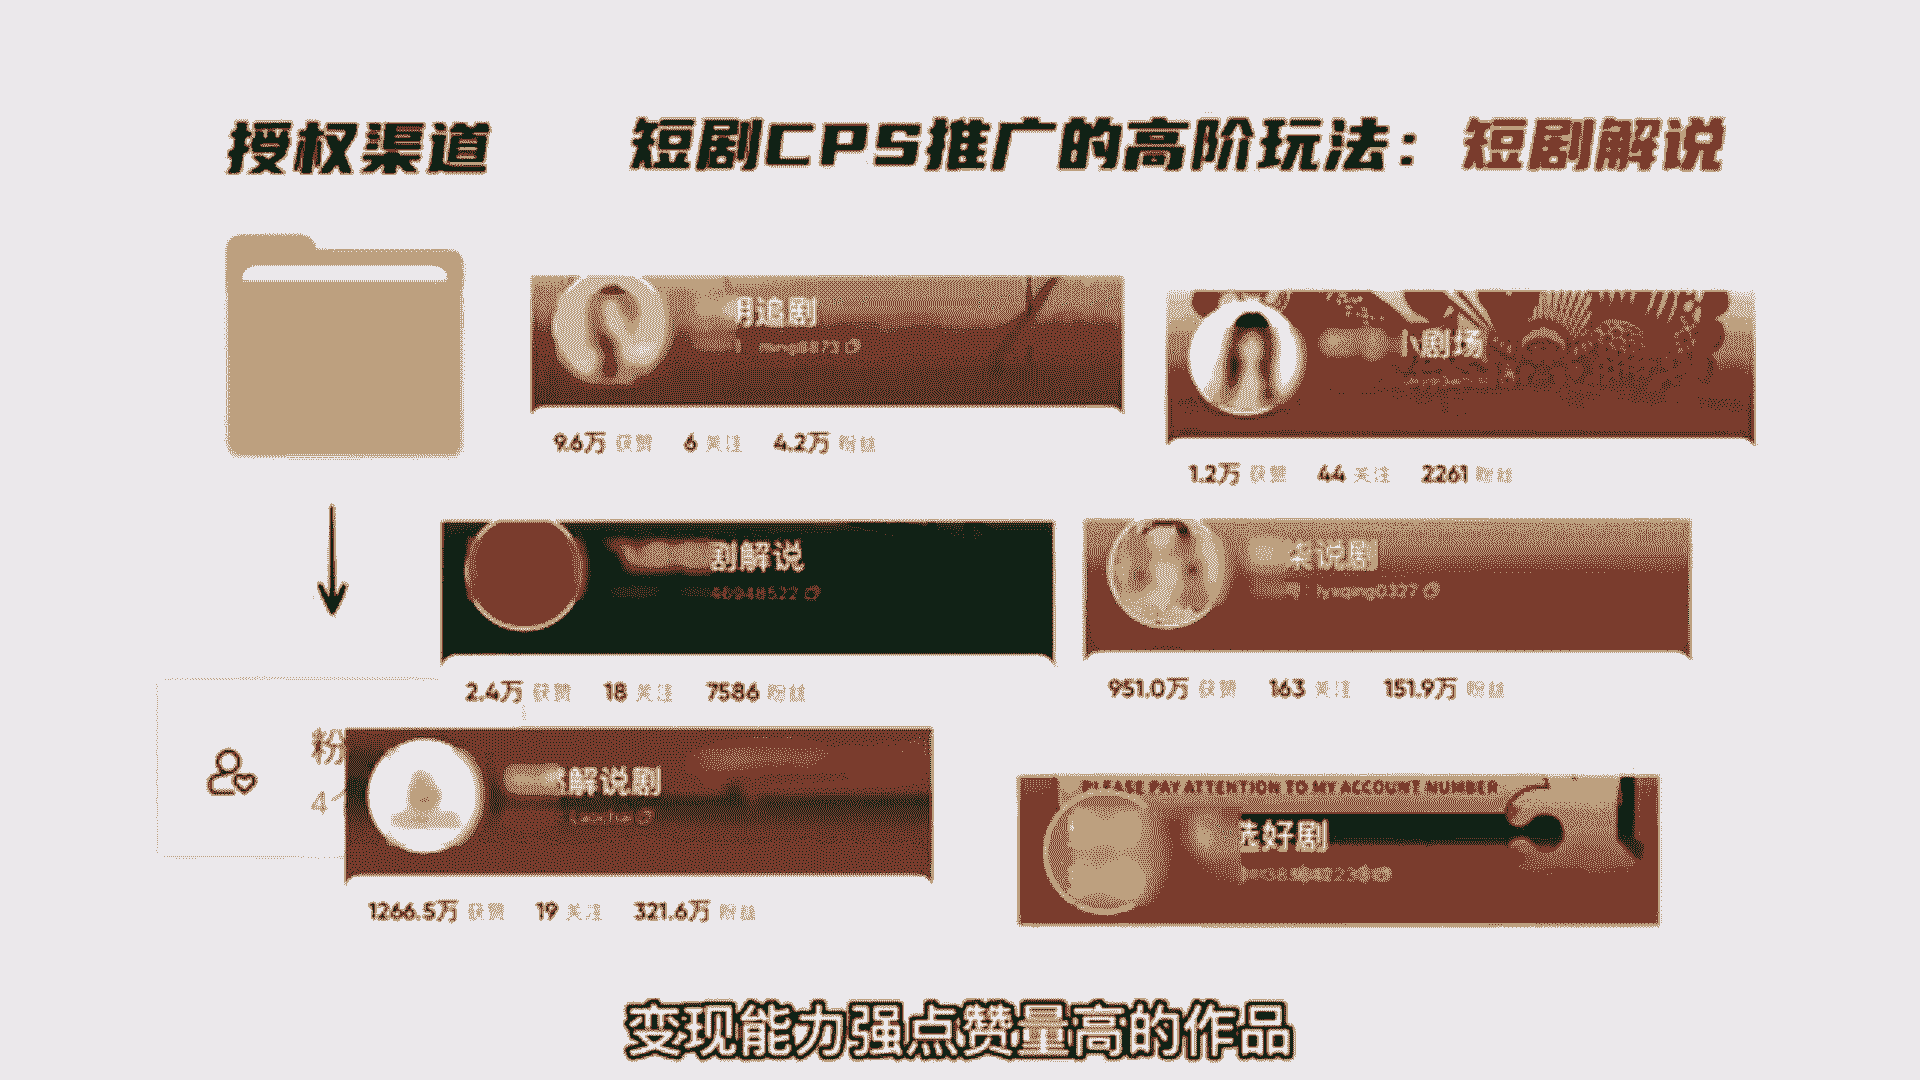 授权渠道
短剧CPS推广的高阶玩法：短剧解说
月追剧
9.6万 获赞 6 关注 4.2万 粉丝
小剧场
1.2万 获赞 44 关注 2261 粉丝
剧解说
40948522
2.4万 获赞 18 关注 7586 粉丝
说剧
951.0万 获赞 163 关注 151.9万 粉丝
粉
4
解说剧
1266.5万 获赞 19 关注 321.6万 粉丝
PLEASE PAY ATTENTION TO MY ACCOUNT NUMBER
选好剧
变现能力强点赞量高的作品